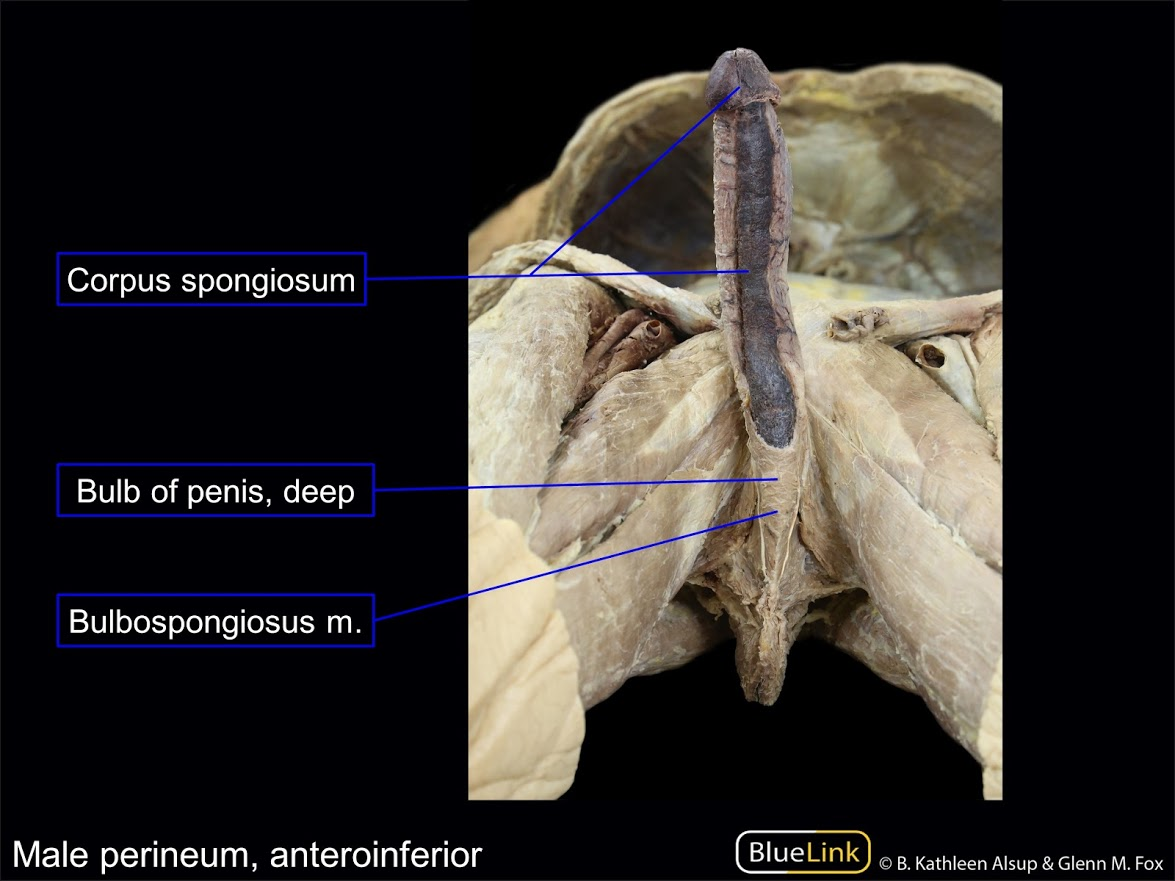 Corpus spongiosum
Bulb of penis, deep
Bulbospongiosus m.
Male perineum, anteroinferior
BlueLink
© B. Kathleen Alsup & Glenn M. Fox